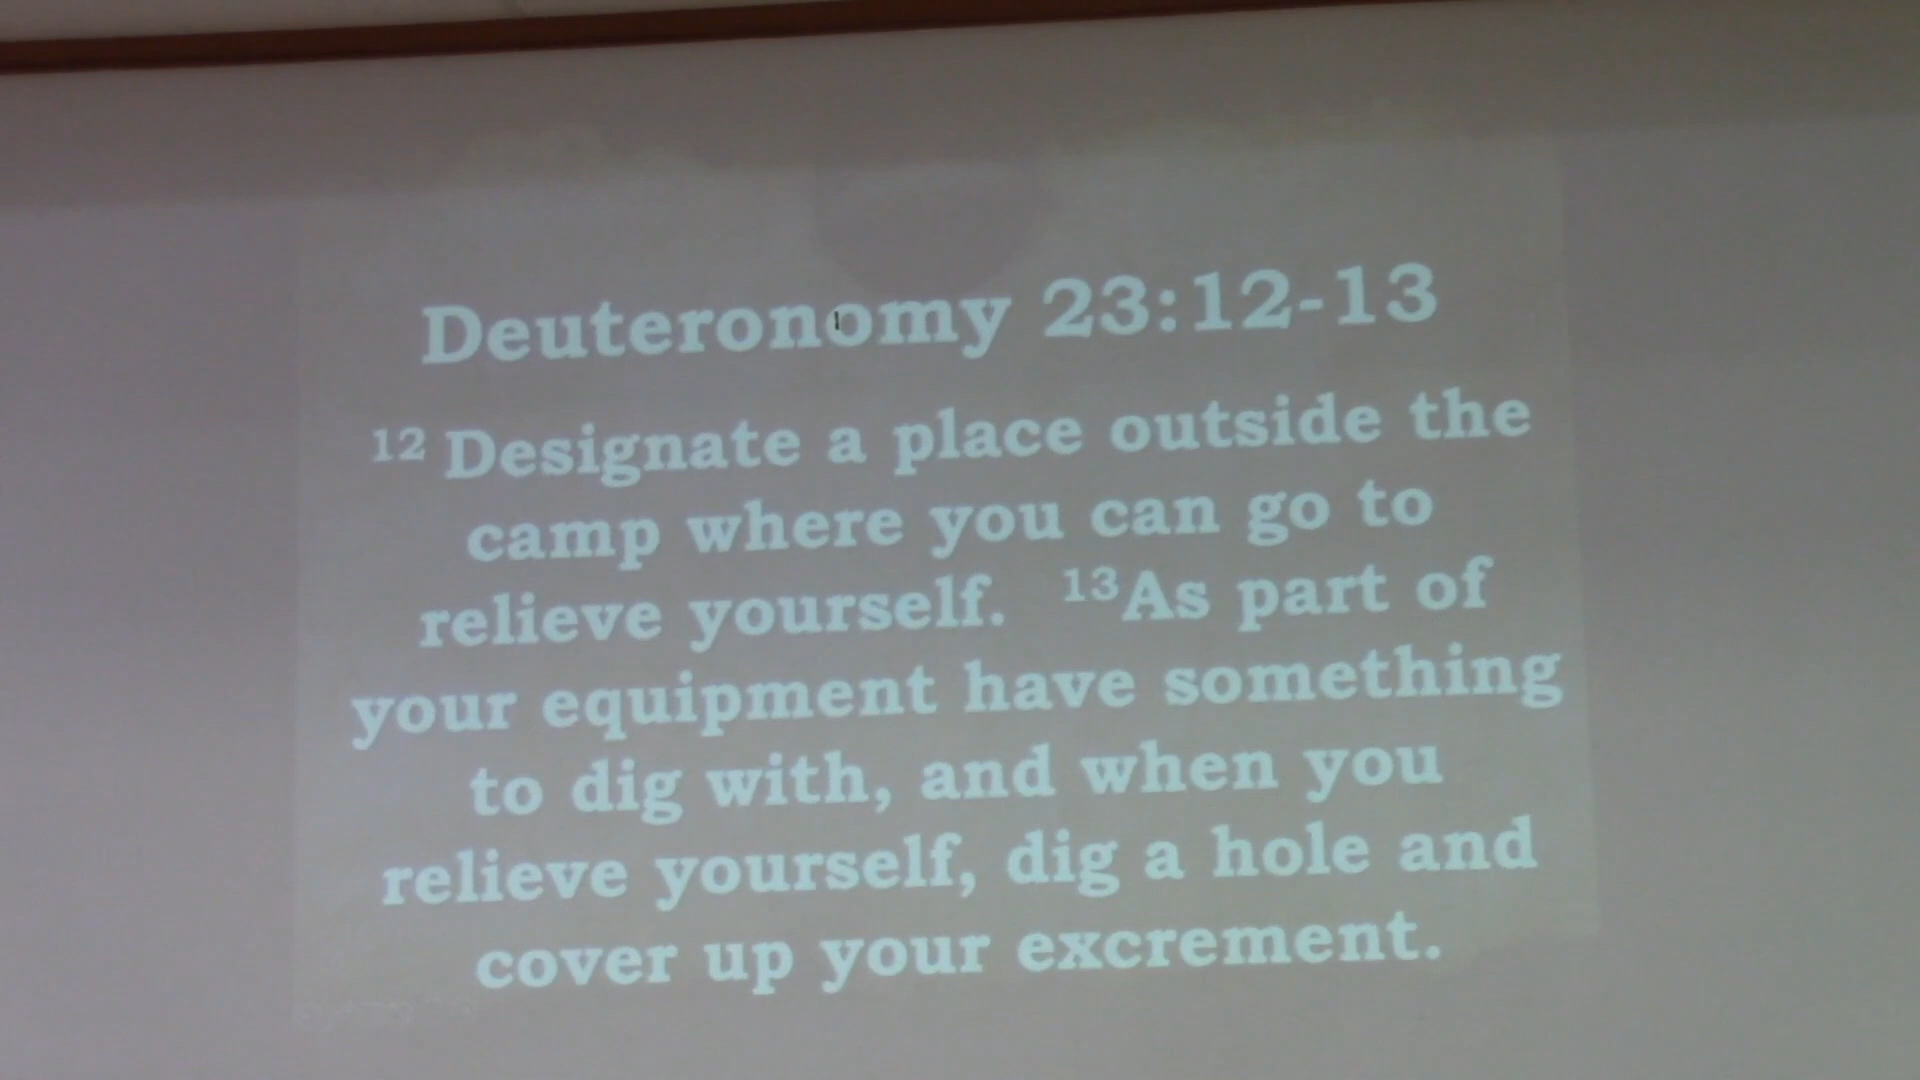 Deuteronomy 23:12-13
12 Designate a place outside the
camp where you can go to
relieve yourself. 13As part of
your equipment have something
to dig with, and when you
relieve yourself, dig a hole and
cover up your excrement.